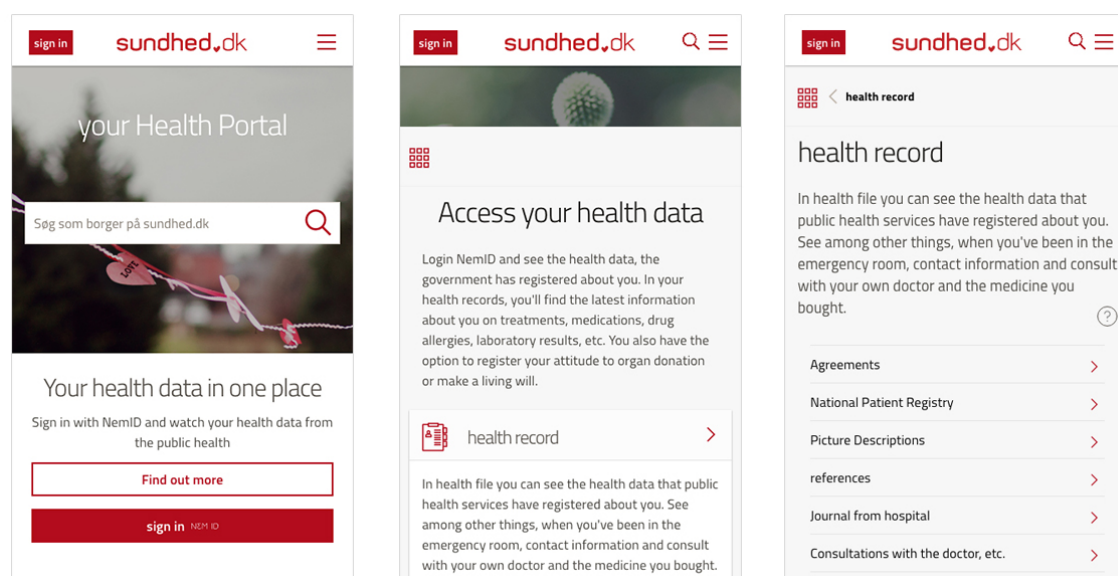 sign in
sundhed.dk
your Health Portal
Søg som borger på sundhed.dk
LOVE
Your health data in one place
Sign in with NemID and watch your health data from
the public health
Find out more
sign in NEM ID
sign in
sundhed.dk
Access your health data
Login NemID and see the health data, the
government has registered about you. In your
health records, you'll find the latest information
about you on treatments, medications, drug
allergies, laboratory results, etc. You also have the
option to register your attitude to organ donation
or make a living will.
health record
In health file you can see the health data that public
health services have registered about you. See
among other things, when you've been in the
emergency room, contact information and consult
with your own doctor and the medicine you bought.
sign in
sundhed.dk
health record
health record
In health file you can see the health data that
public health services have registered about you.
See among other things, when you've been in the
emergency room, contact information and consult
with your own doctor and the medicine you
bought.
?
Agreements
National Patient Registry
Picture Descriptions
references
Journal from hospital
Consultations with the doctor, etc.